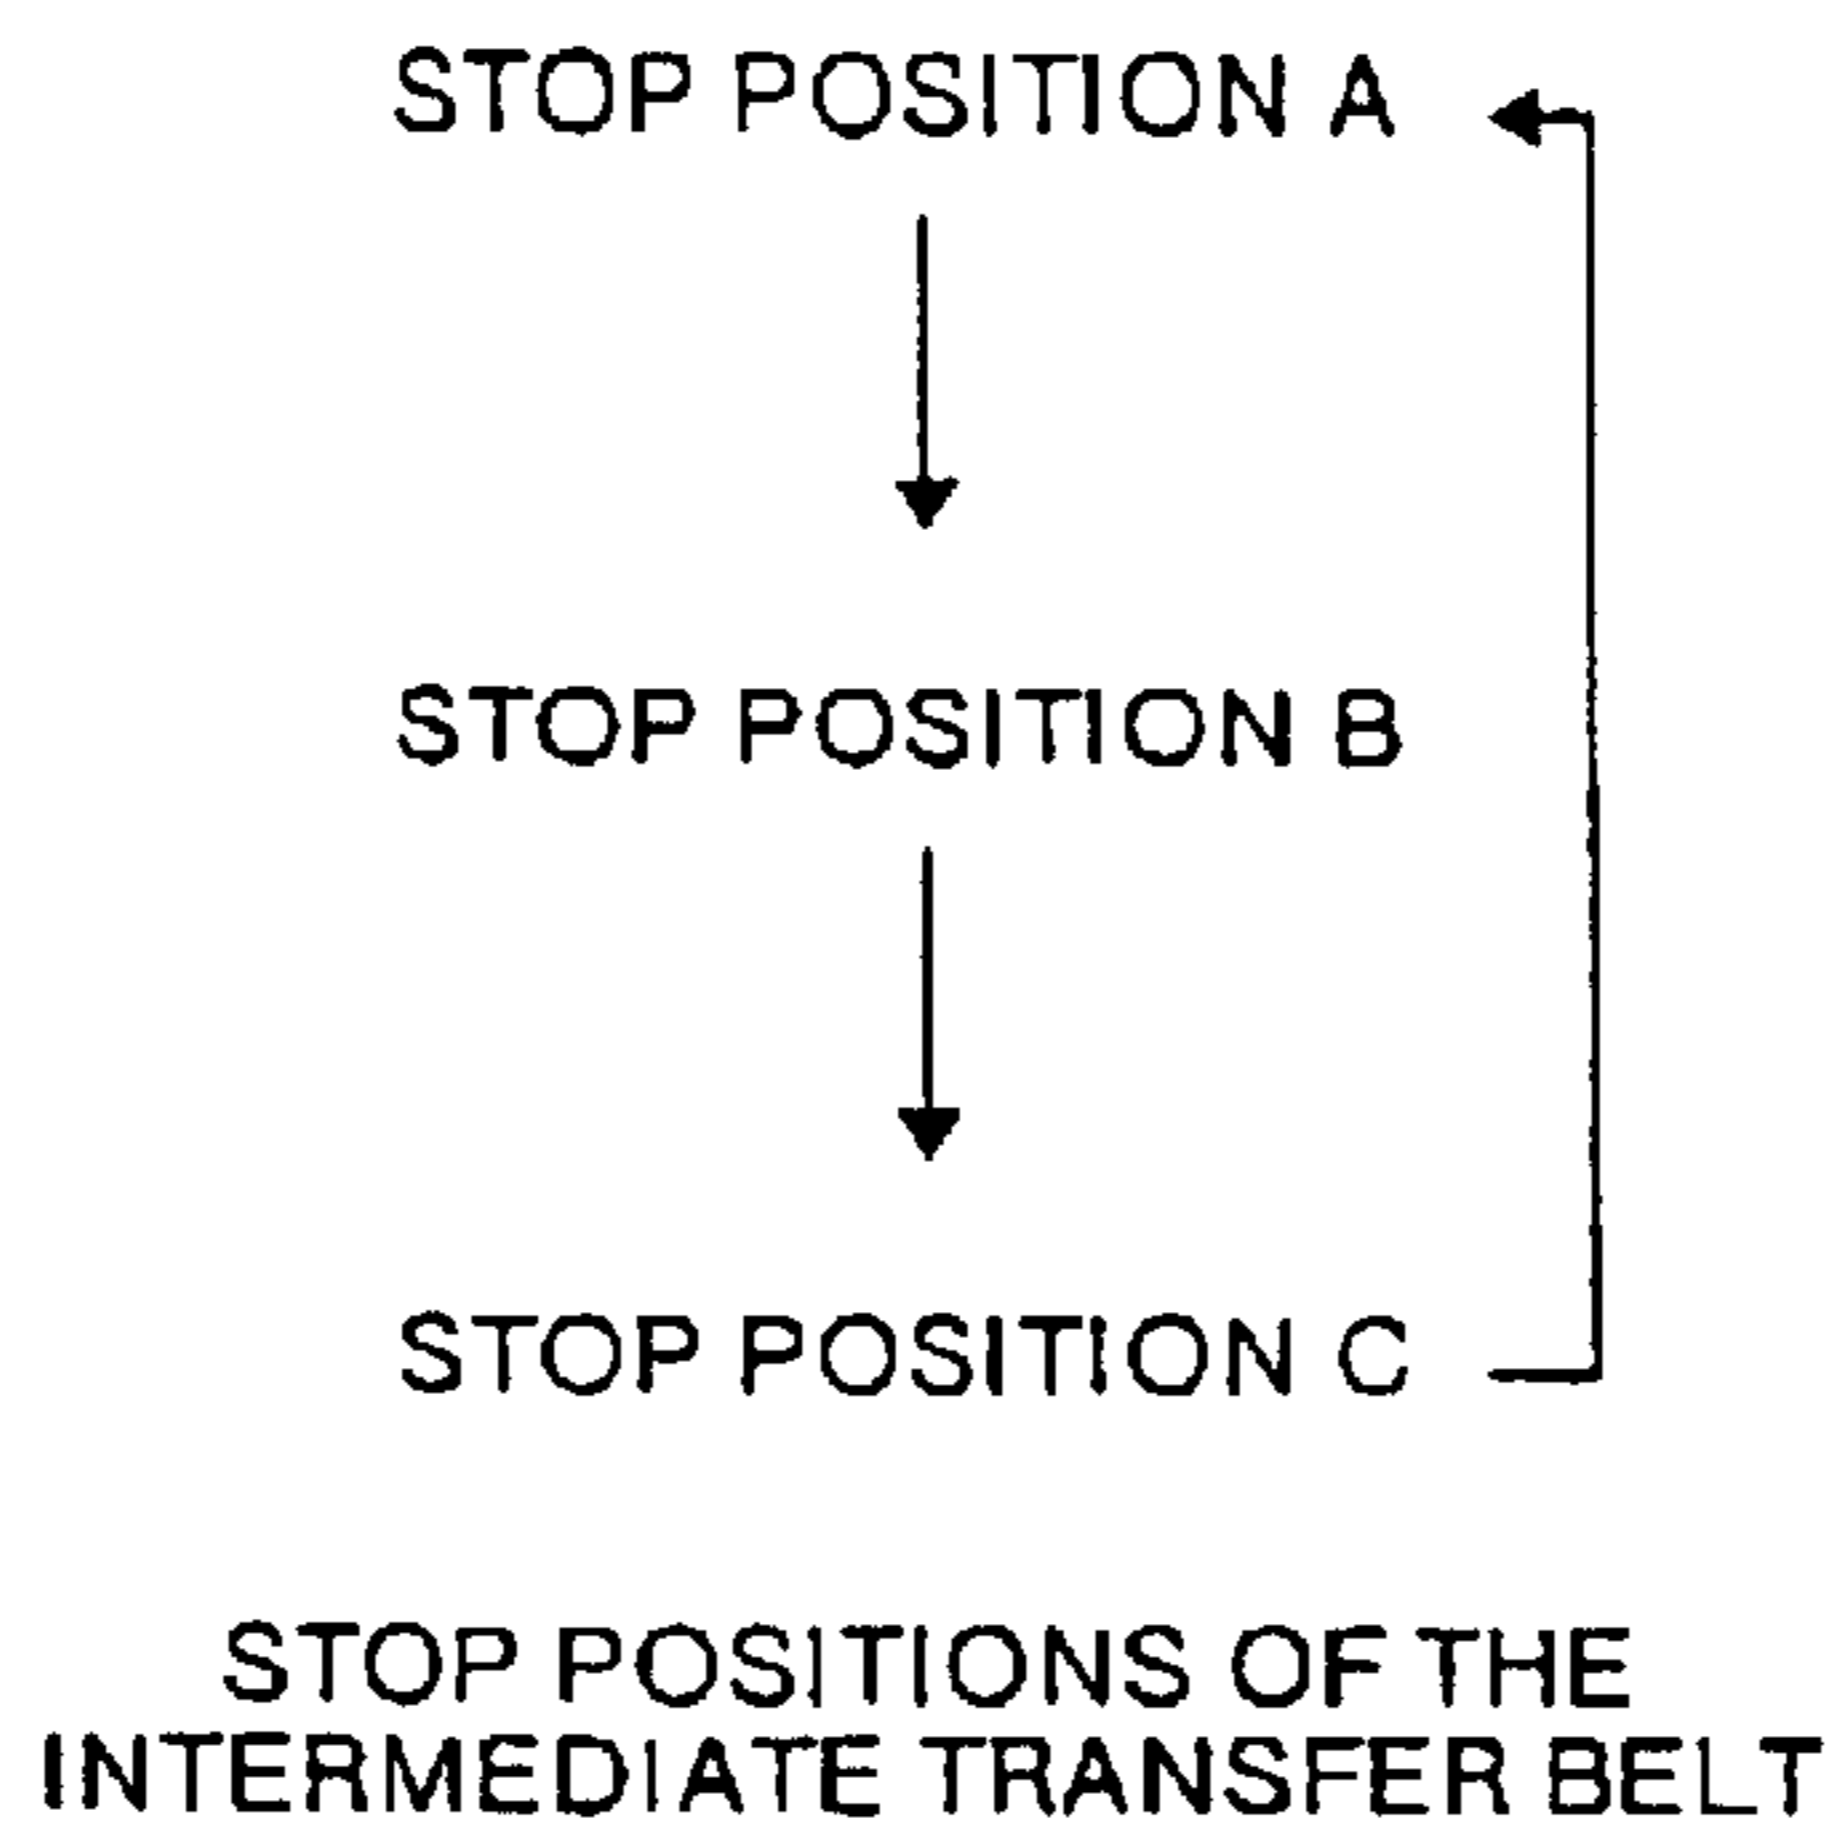 STOP POSITION A
STOP POSITION B
STOP POSITION C
STOP POSITIONS OF THE
INTERMEDIATE TRANSFER BELT